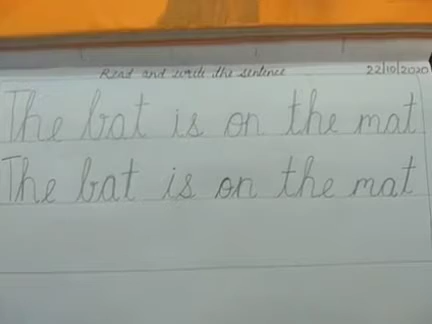 Read and write the sentence 22/10/2020
The bat is on the mat
The bat is on the mat